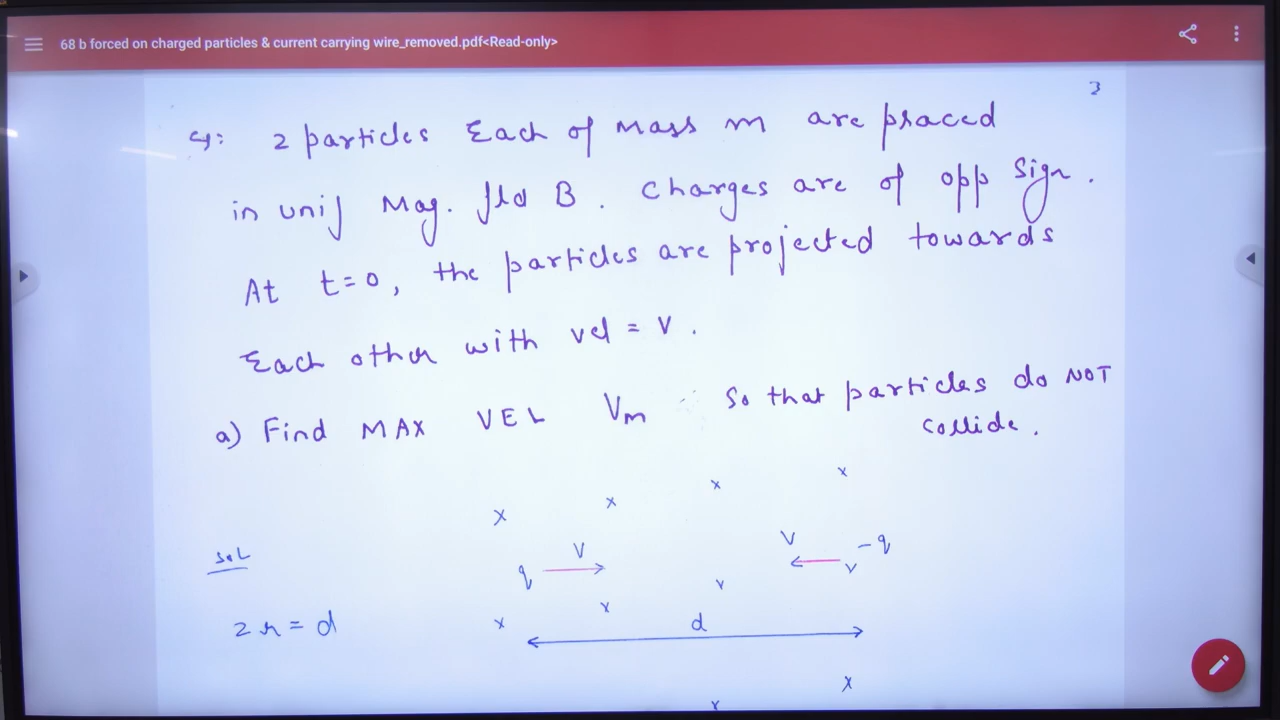 68 b forced on charged particles & current carrying wire_removed.pdf<Read-only>
3
4: 2 particles Each of Mass m are placed
in unif Mag. fld B. Charges are of opp Sign.
At t=0, the particles are projected towards
Each other with vel = v.
a) Find MAX VEL Vm so that particles do NOT
collide.
x x x x
Sol
q V V -q
x x x v
2r = d
d
x x